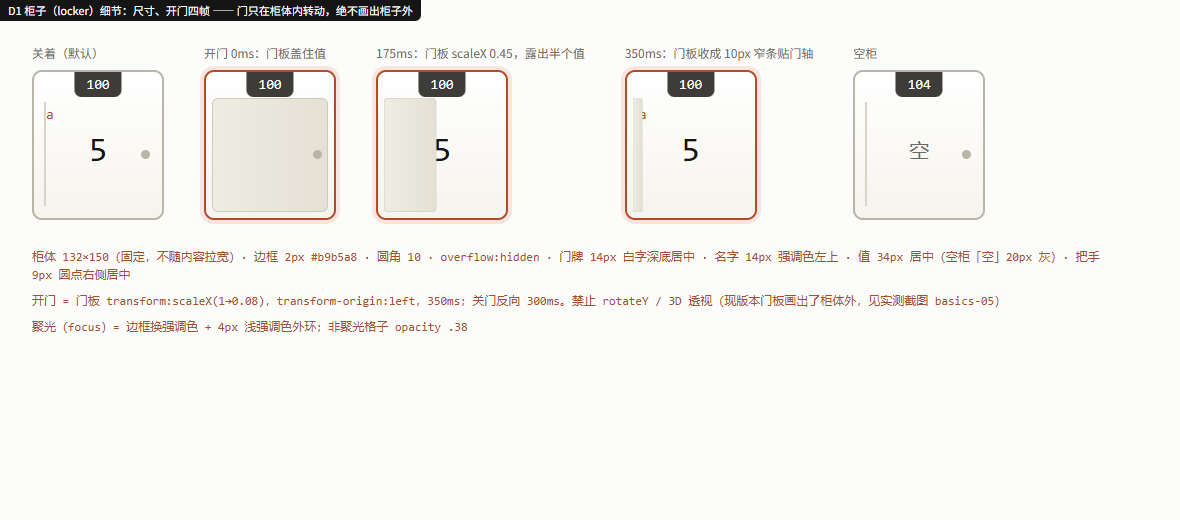 D1 柜子（locker）细节：尺寸、开门四帧 —— 门只在柜体内转动，绝不画出柜子外
关着（默认）
开门 0ms：门板盖住值
175ms：门板 scaleX 0.45，露出半个值
350ms：门板收成 10px 窄条贴门轴
空柜
100
100
100
100
104
a
a
5
5
5
空
柜体 132×150（固定，不随内容拉宽）· 边框 2px #b9b5a8 · 圆角 10 · overflow:hidden · 门牌 14px 白字深底居中 · 名字 14px 强调色左上 · 值 34px 居中（空柜「空」20px 灰）· 把手
9px 圆点右侧居中
开门 = 门板 transform:scaleX(1→0.08), transform-origin:left, 350ms; 关门反向 300ms。禁止 rotateY / 3D 透视（现版本门板画出了柜体外，见实测截图 basics-05）
聚光（focus）= 边框换强调色 + 4px 浅强调色外环; 非聚光格子 opacity .38